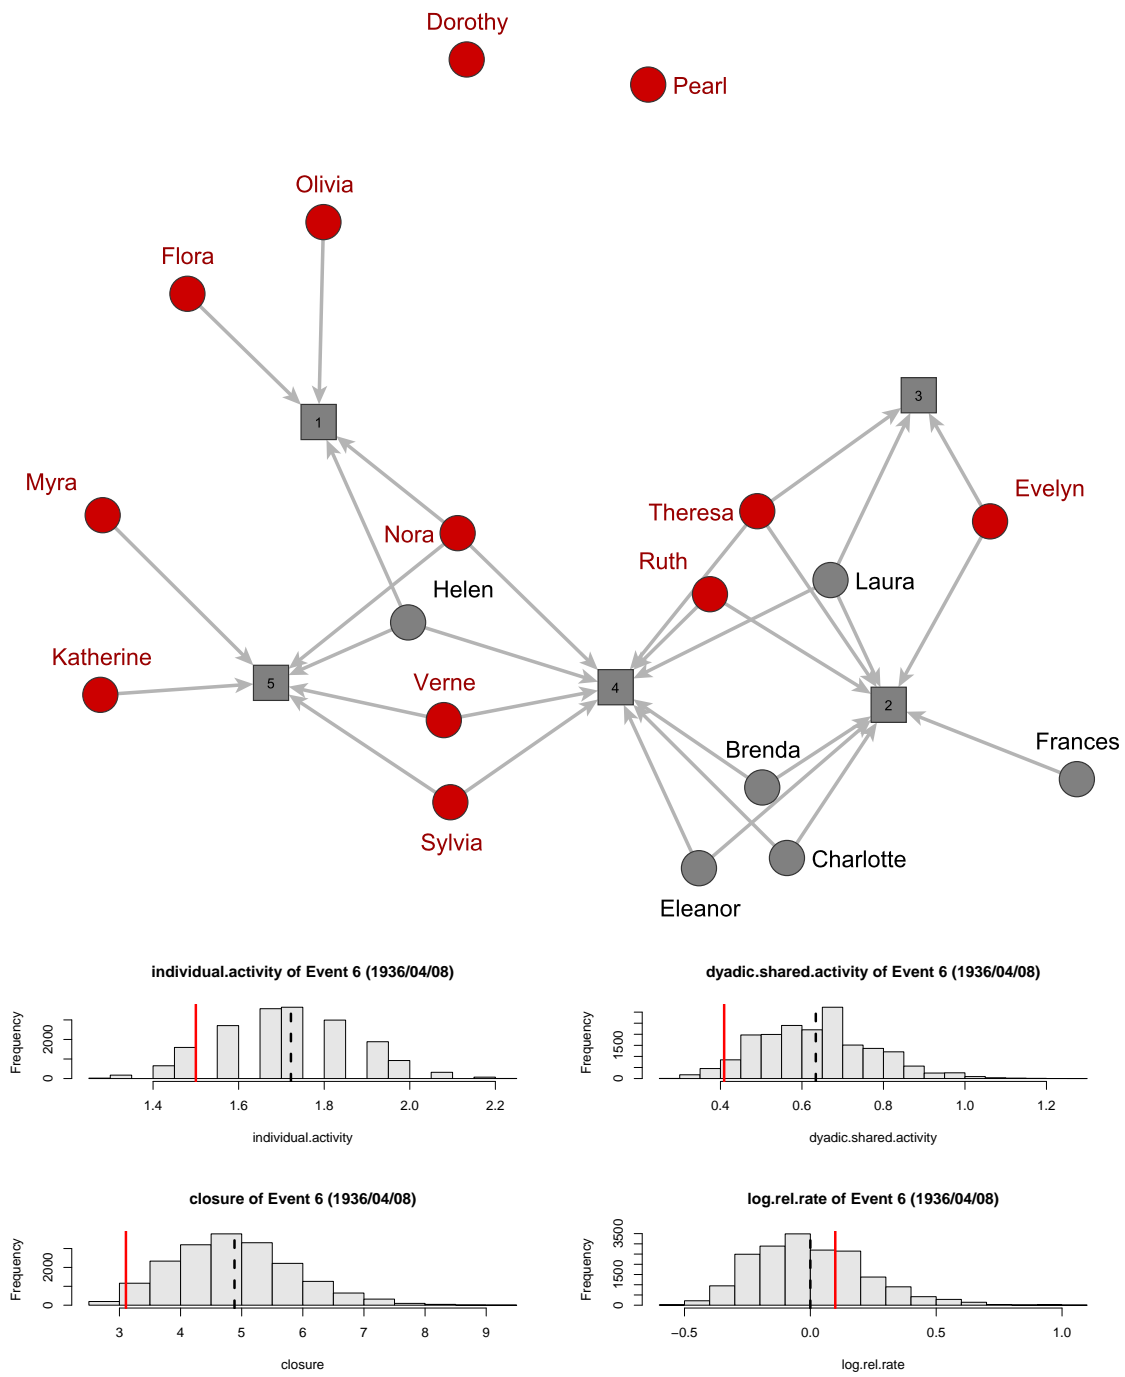 Dorothy
Pearl
Olivia
Flora
3
1
Myra
Evelyn
Theresa
Nora
Ruth
Laura
Helen
Katherine
5
Verne
4
2
Frances
Brenda
Sylvia
Charlotte
Eleanor
individual.activity of Event 6 (1936/04/08)
Frequency
0 2000
1.4 1.6 1.8 2.0 2.2
individual.activity
dyadic.shared.activity of Event 6 (1936/04/08)
Frequency
0 1500
0.4 0.6 0.8 1.0 1.2
dyadic.shared.activity
closure of Event 6 (1936/04/08)
Frequency
0 2000
3 4 5 6 7 8 9
closure
log.rel.rate of Event 6 (1936/04/08)
Frequency
0 1500 3500
−0.5 0.0 0.5 1.0
log.rel.rate